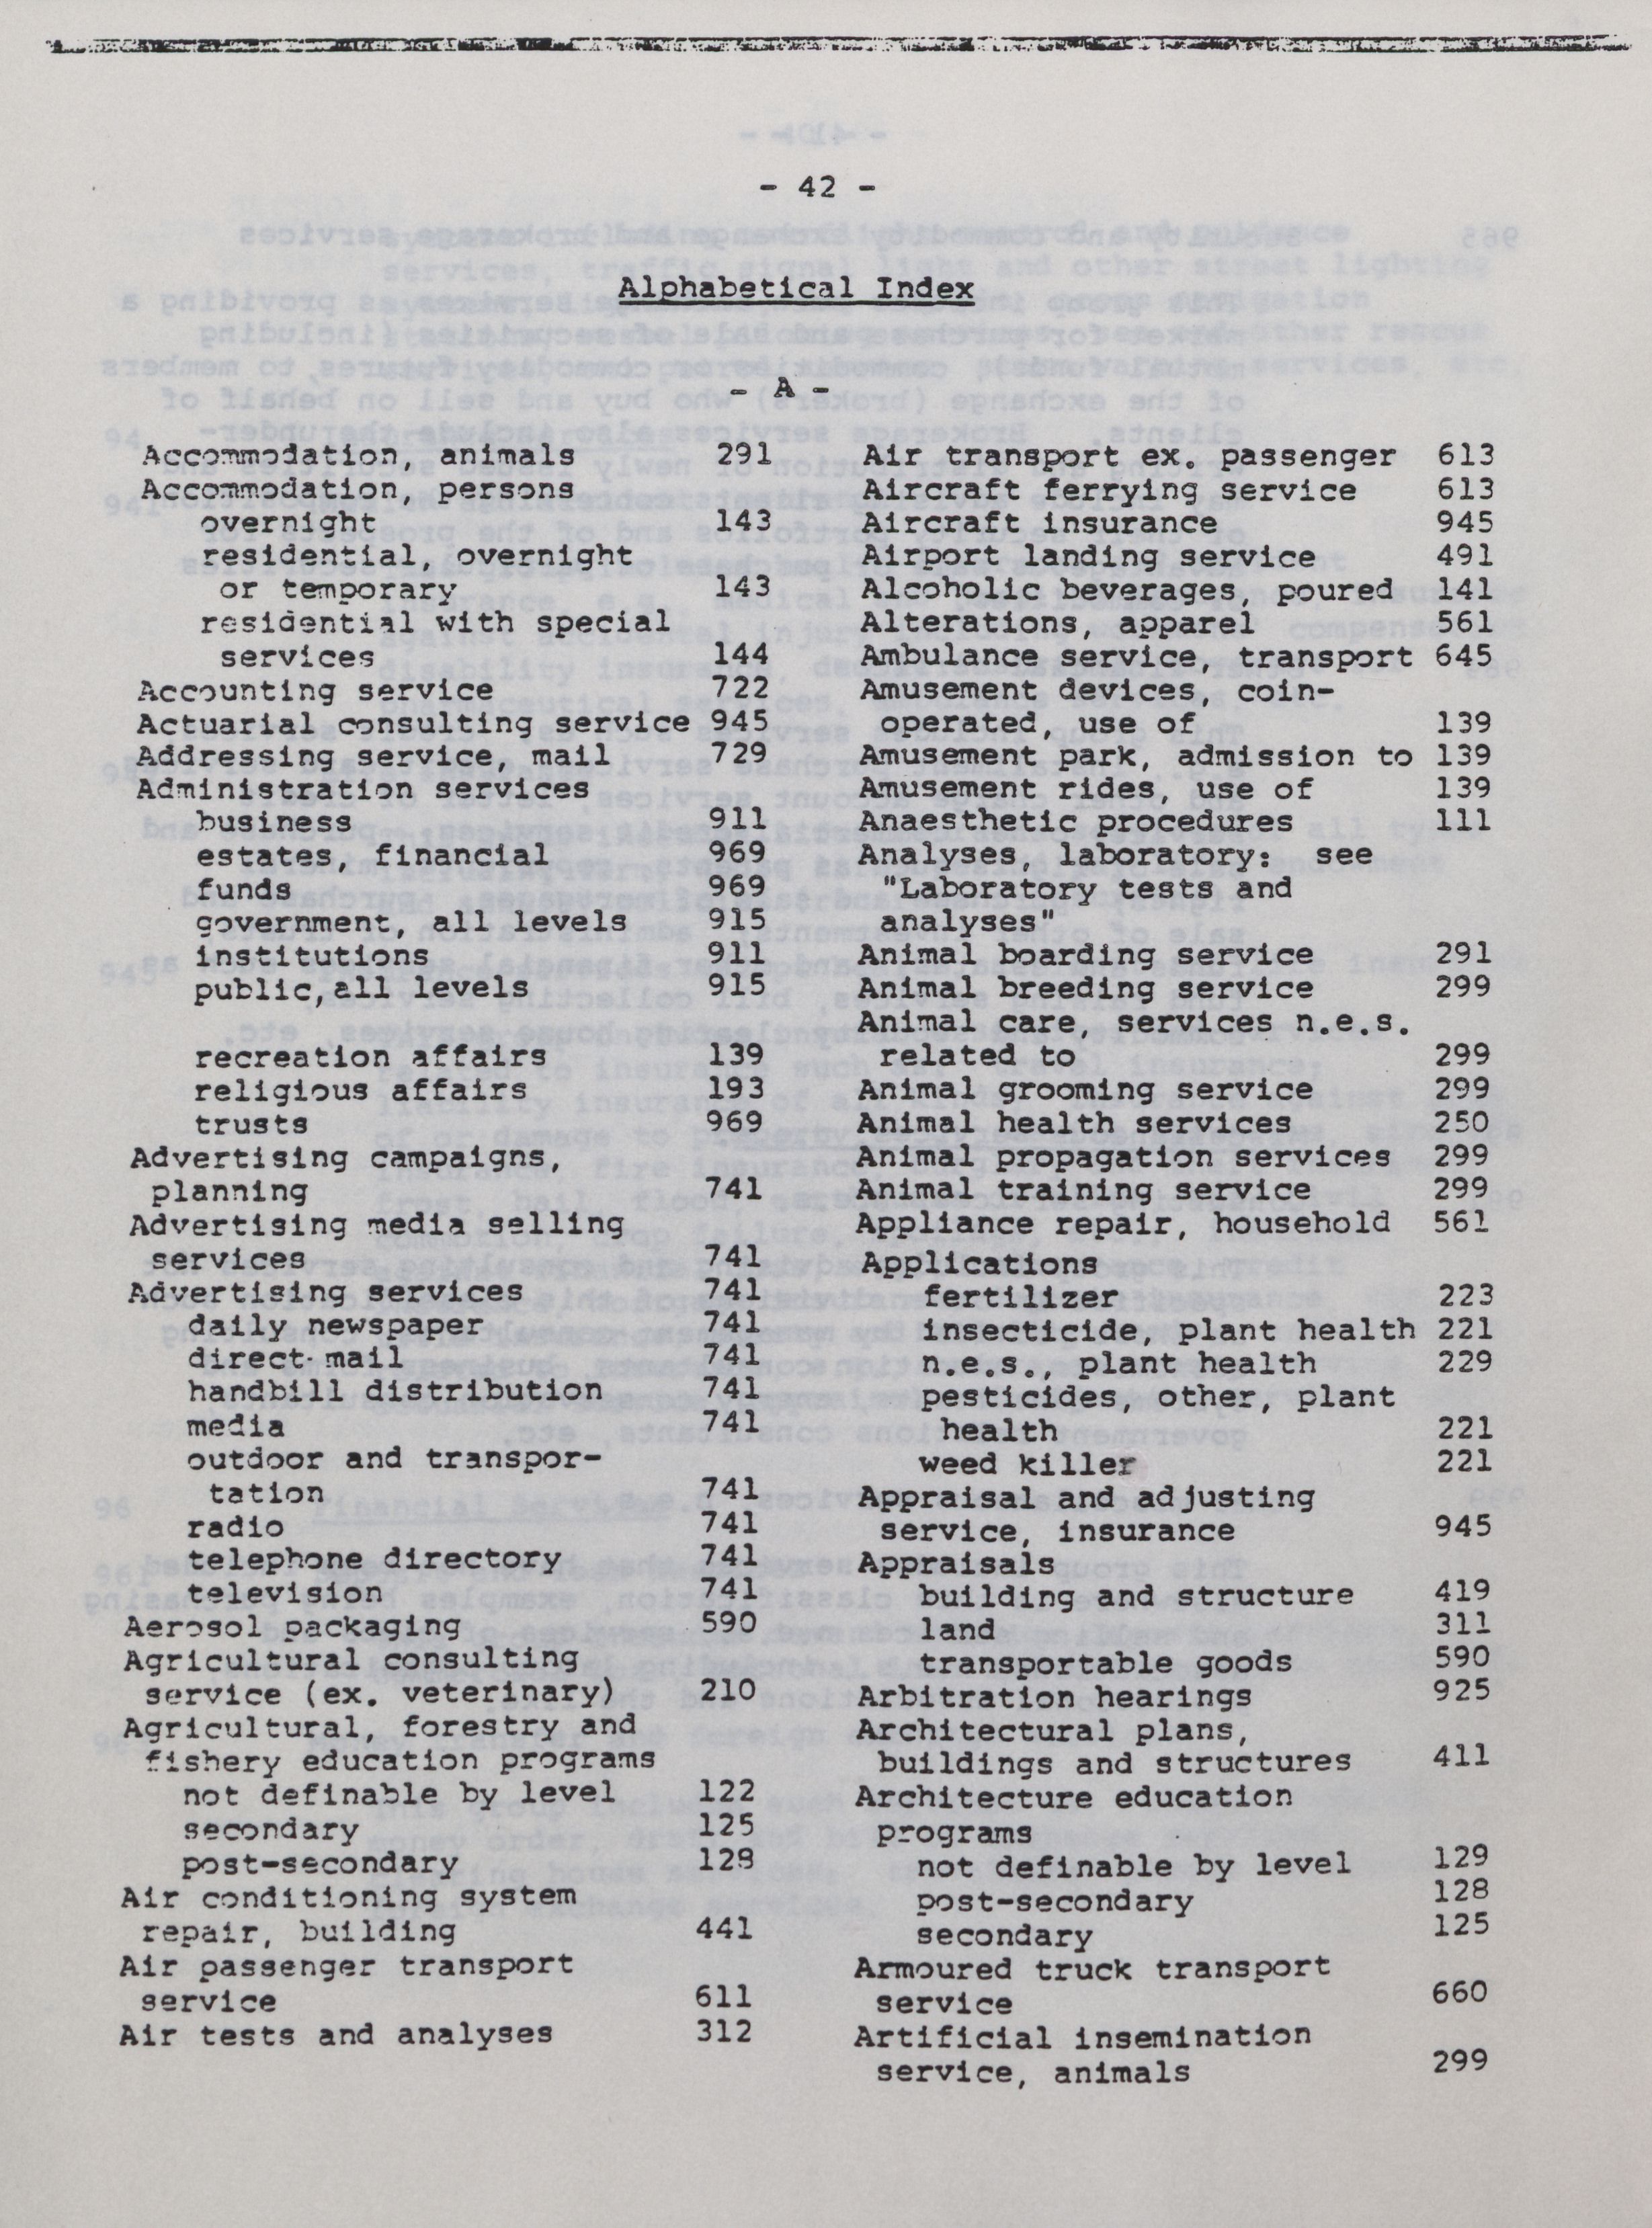 - 42 -
Alphabetical Index
- A -
Accommodation, animals 291
Accommodation, persons
overnight 143
residential, overnight
or temporary 143
residential with special
services 144
Accounting service 722
Actuarial consulting service 945
Addressing service, mail 729
Administration services
business 911
estates, financial 969
funds 969
government, all levels 915
institutions 911
public, all levels 915
recreation affairs 139
religious affairs 193
trusts 969
Advertising campaigns,
planning 741
Advertising media selling
services 741
Advertising services 741
daily newspaper 741
direct mail 741
handbill distribution 741
media 741
outdoor and transpor-
tation 741
radio 741
telephone directory 741
television 741
Aerosol packaging 590
Agricultural consulting
service (ex. veterinary) 210
Agricultural, forestry and
fishery education programs
not definable by level 122
secondary 125
post-secondary 128
Air conditioning system
repair, building 441
Air passenger transport
service 611
Air tests and analyses 312
Air transport ex. passenger 613
Aircraft ferrying service 613
Aircraft insurance 945
Airport landing service 491
Alcoholic beverages, poured 141
Alterations, apparel 561
Ambulance service, transport 645
Amusement devices, coin-
operated, use of 139
Amusement park, admission to 139
Amusement rides, use of 139
Anaesthetic procedures 111
Analyses, laboratory: see
"Laboratory tests and
analyses"
Animal boarding service 291
Animal breeding service 299
Animal care, services n.e.s.
related to 299
Animal grooming service 299
Animal health services 250
Animal propagation services 299
Animal training service 299
Appliance repair, household 561
Applications
fertilizer 223
insecticide, plant health 221
n.e.s., plant health 229
pesticides, other, plant
health 221
weed killer 221
Appraisal and adjusting
service, insurance 945
Appraisals
building and structure 419
land 311
transportable goods 590
Arbitration hearings 925
Architectural plans,
buildings and structures 411
Architecture education
programs
not definable by level 129
post-secondary 128
secondary 125
Armoured truck transport
service 660
Artificial insemination
service, animals 299